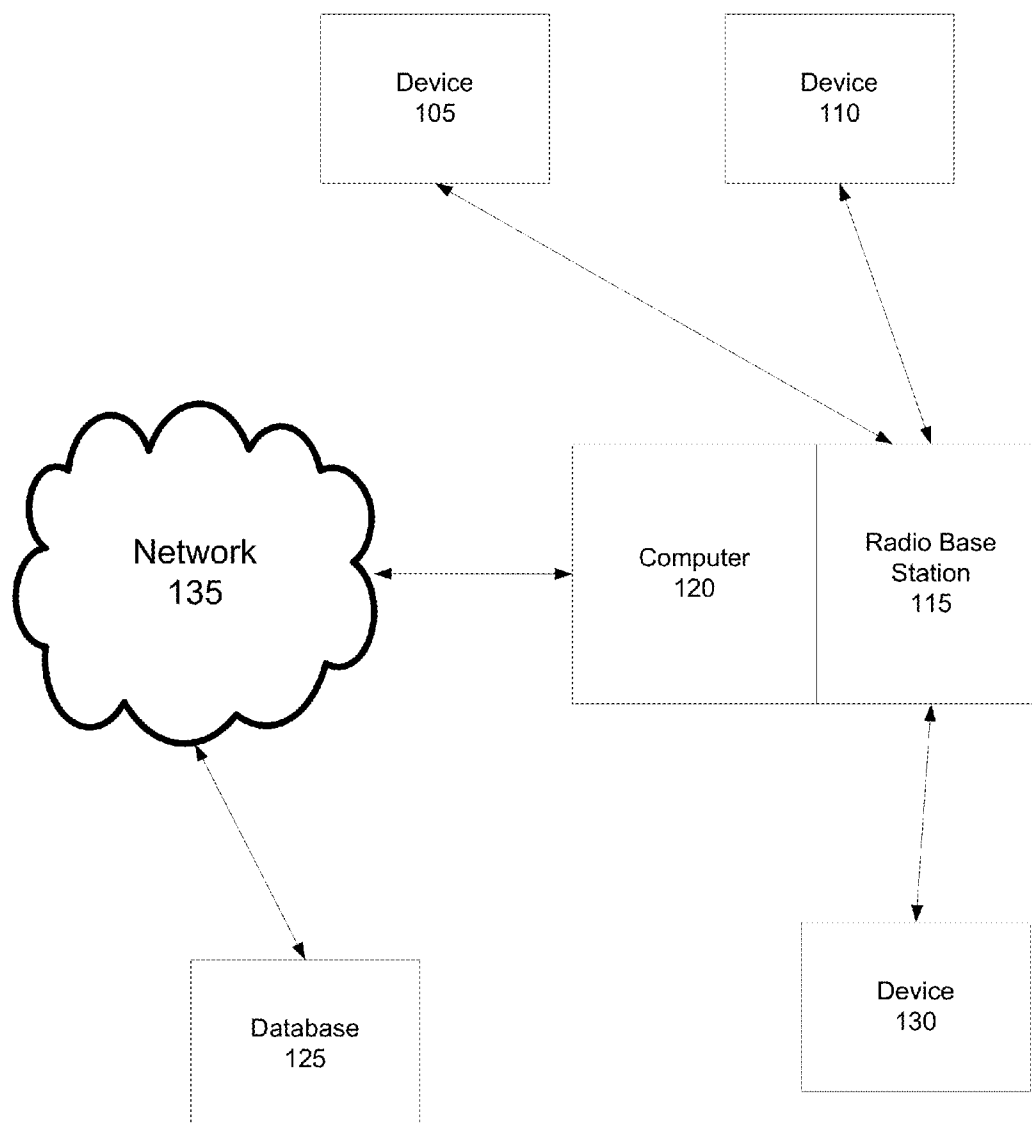 Device
105
Device
110
Network
135
Computer
120
Radio Base
Station
115
Database
125
Device
130